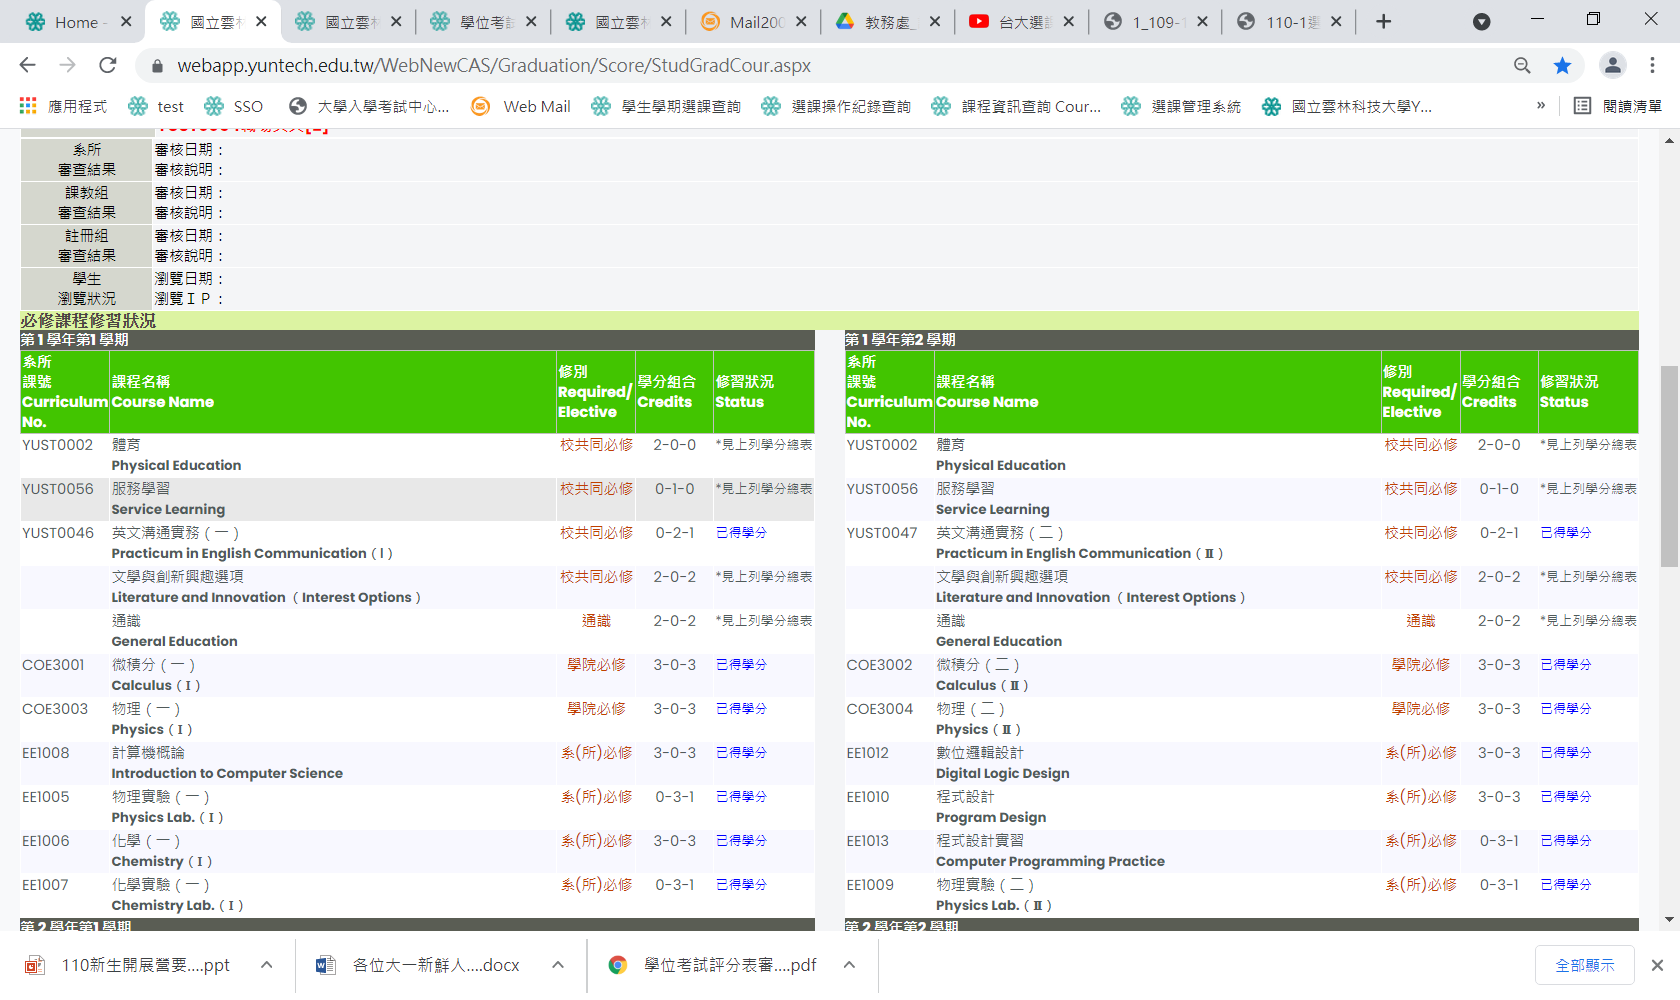 Home -
國立雲林
國立雲林
學位考試
國立雲林
Mail200
教務處_
台大選課
1_109-1
110-1選
webapp.yuntech.edu.tw/WebNewCAS/Graduation/Score/StudGradCour.aspx
應用程式
test
SSO
大學入學考試中心...
Web Mail
學生學期選課查詢
選課操作紀錄查詢
課程資訊查詢 Cour...
選課管理系統
國立雲林科技大學Y...
»
閱讀清單
系所
審查結果
審核日期：
審核說明：
課教組
審查結果
審核日期：
審核說明：
註冊組
審查結果
審核日期：
審核說明：
學生
瀏覽狀況
瀏覽日期：
瀏覽ＩＰ：
必修課程修習狀況
第 1 學年第1 學期
系所
課號
Curriculum
No.
課程名稱
Course Name
修別
Required/
Elective
學分組合
Credits
修習狀況
Status
YUST0002 體育 校共同必修 2-0-0 *見上列學分總表
Physical Education
YUST0056 服務學習 校共同必修 0-1-0 *見上列學分總表
Service Learning
YUST0046 英文溝通實務（一） 校共同必修 0-2-1 已得學分
Practicum in English Communication（I）
文學與創新興趣選項 校共同必修 2-0-2 *見上列學分總表
Literature and Innovation （Interest Options）
通識 通識 2-0-2 *見上列學分總表
General Education
COE3001 微積分（一） 學院必修 3-0-3 已得學分
Calculus（I）
COE3003 物理（一） 學院必修 3-0-3 已得學分
Physics（I）
EE1008 計算機概論 系(所)必修 3-0-3 已得學分
Introduction to Computer Science
EE1005 物理實驗（一） 系(所)必修 0-3-1 已得學分
Physics Lab.（I）
EE1006 化學（一） 系(所)必修 3-0-3 已得學分
Chemistry（I）
EE1007 化學實驗（一） 系(所)必修 0-3-1 已得學分
Chemistry Lab.（I）
第 2 學年第1 學期
第 1 學年第2 學期
系所
課號
Curriculum
No.
課程名稱
Course Name
修別
Required/
Elective
學分組合
Credits
修習狀況
Status
YUST0002 體育 校共同必修 2-0-0 *見上列學分總表
Physical Education
YUST0056 服務學習 校共同必修 0-1-0 *見上列學分總表
Service Learning
YUST0047 英文溝通實務（二） 校共同必修 0-2-1 已得學分
Practicum in English Communication（II）
文學與創新興趣選項 校共同必修 2-0-2 *見上列學分總表
Literature and Innovation （Interest Options）
通識 通識 2-0-2 *見上列學分總表
General Education
COE3002 微積分（二） 學院必修 3-0-3 已得學分
Calculus（II）
COE3004 物理（二） 學院必修 3-0-3 已得學分
Physics（II）
EE1012 數位邏輯設計 系(所)必修 3-0-3 已得學分
Digital Logic Design
EE1010 程式設計 系(所)必修 3-0-3 已得學分
Program Design
EE1013 程式設計實習 系(所)必修 0-3-1 已得學分
Computer Programming Practice
EE1009 物理實驗（二） 系(所)必修 0-3-1 已得學分
Physics Lab.（II）
第 2 學年第2 學期
110新生開展營要....ppt
各位大一新鮮人....docx
學位考試評分表審....pdf
全部顯示